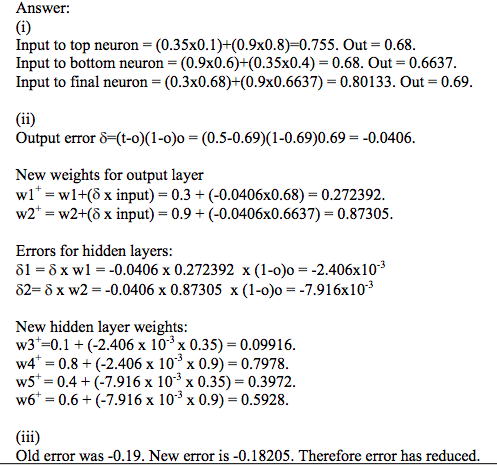 Answer:
(i)
Input to top neuron = (0.35x0.1)+(0.9x0.8)=0.755. Out = 0.68.
Input to bottom neuron = (0.9x0.6)+(0.35x0.4) = 0.68. Out = 0.6637.
Input to final neuron = (0.3x0.68)+(0.9x0.6637) = 0.80133. Out = 0.69.
(ii)
Output error δ=(t-o)(1-o)o = (0.5-0.69)(1-0.69)0.69 = -0.0406.
New weights for output layer
w1⁺ = w1+(δ x input) = 0.3 + (-0.0406x0.68) = 0.272392.
w2⁺ = w2+(δ x input) = 0.9 + (-0.0406x0.6637) = 0.87305.
Errors for hidden layers:
δ1 = δ x w1 = -0.0406 x 0.272392 x (1-o)o = -2.406x10⁻³
δ2= δ x w2 = -0.0406 x 0.87305 x (1-o)o = -7.916x10⁻³
New hidden layer weights:
w3⁺=0.1 + (-2.406 x 10⁻³ x 0.35) = 0.09916.
w4⁺ = 0.8 + (-2.406 x 10⁻³ x 0.9) = 0.7978.
w5⁺ = 0.4 + (-7.916 x 10⁻³ x 0.35) = 0.3972.
w6⁺ = 0.6 + (-7.916 x 10⁻³ x 0.9) = 0.5928.
(iii)
Old error was -0.19. New error is -0.18205. Therefore error has reduced.